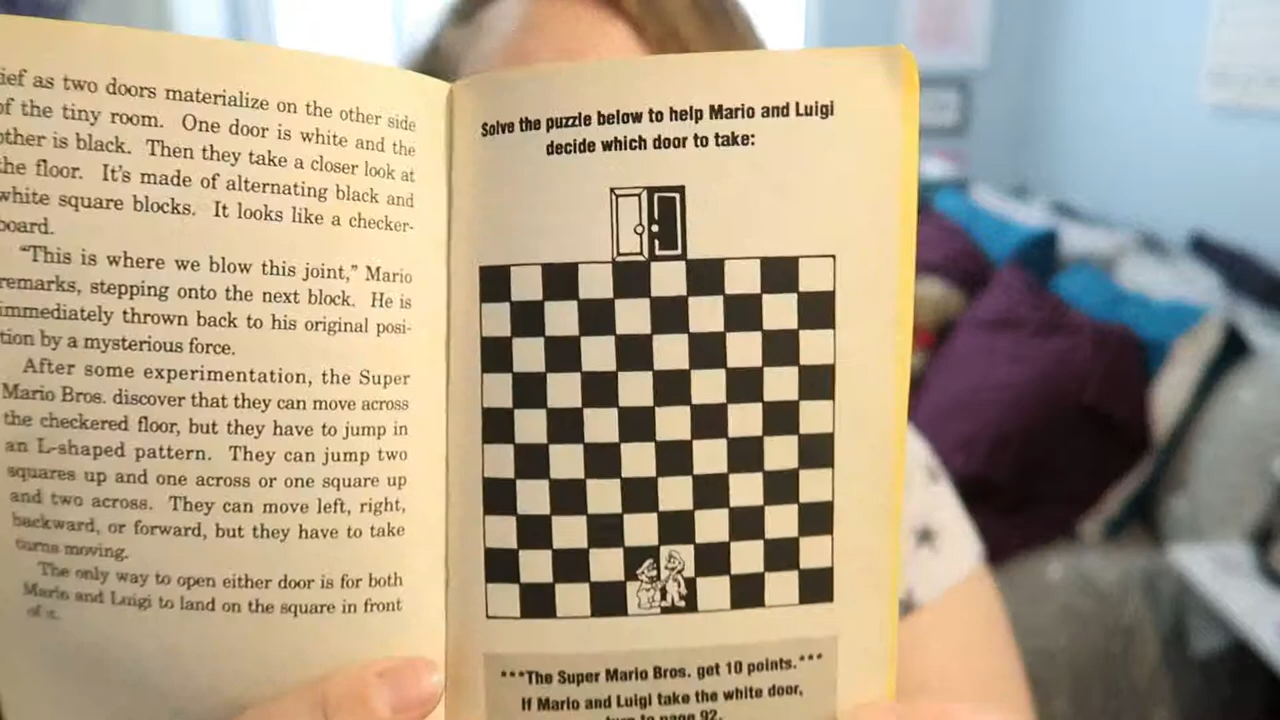 ief as two doors materialize on the other side
of the tiny room. One door is white and the
other is black. Then they take a closer look at
the floor. It's made of alternating black and
white square blocks. It looks like a checker-
board.
"This is where we blow this joint," Mario
remarks, stepping onto the next block. He is
immediately thrown back to his original posi-
tion by a mysterious force.
After some experimentation, the Super
Mario Bros. discover that they can move across
the checkered floor, but they have to jump in
an L-shaped pattern. They can jump two
squares up and one across or one square up
and two across. They can move left, right,
backward, or forward, but they have to take
turns moving.
The only way to open either door is for both
Mario and Luigi to land on the square in front
of it.
Solve the puzzle below to help Mario and Luigi
decide which door to take:
***The Super Mario Bros. get 10 points.***
If Mario and Luigi take the white door,
turn to page 92.